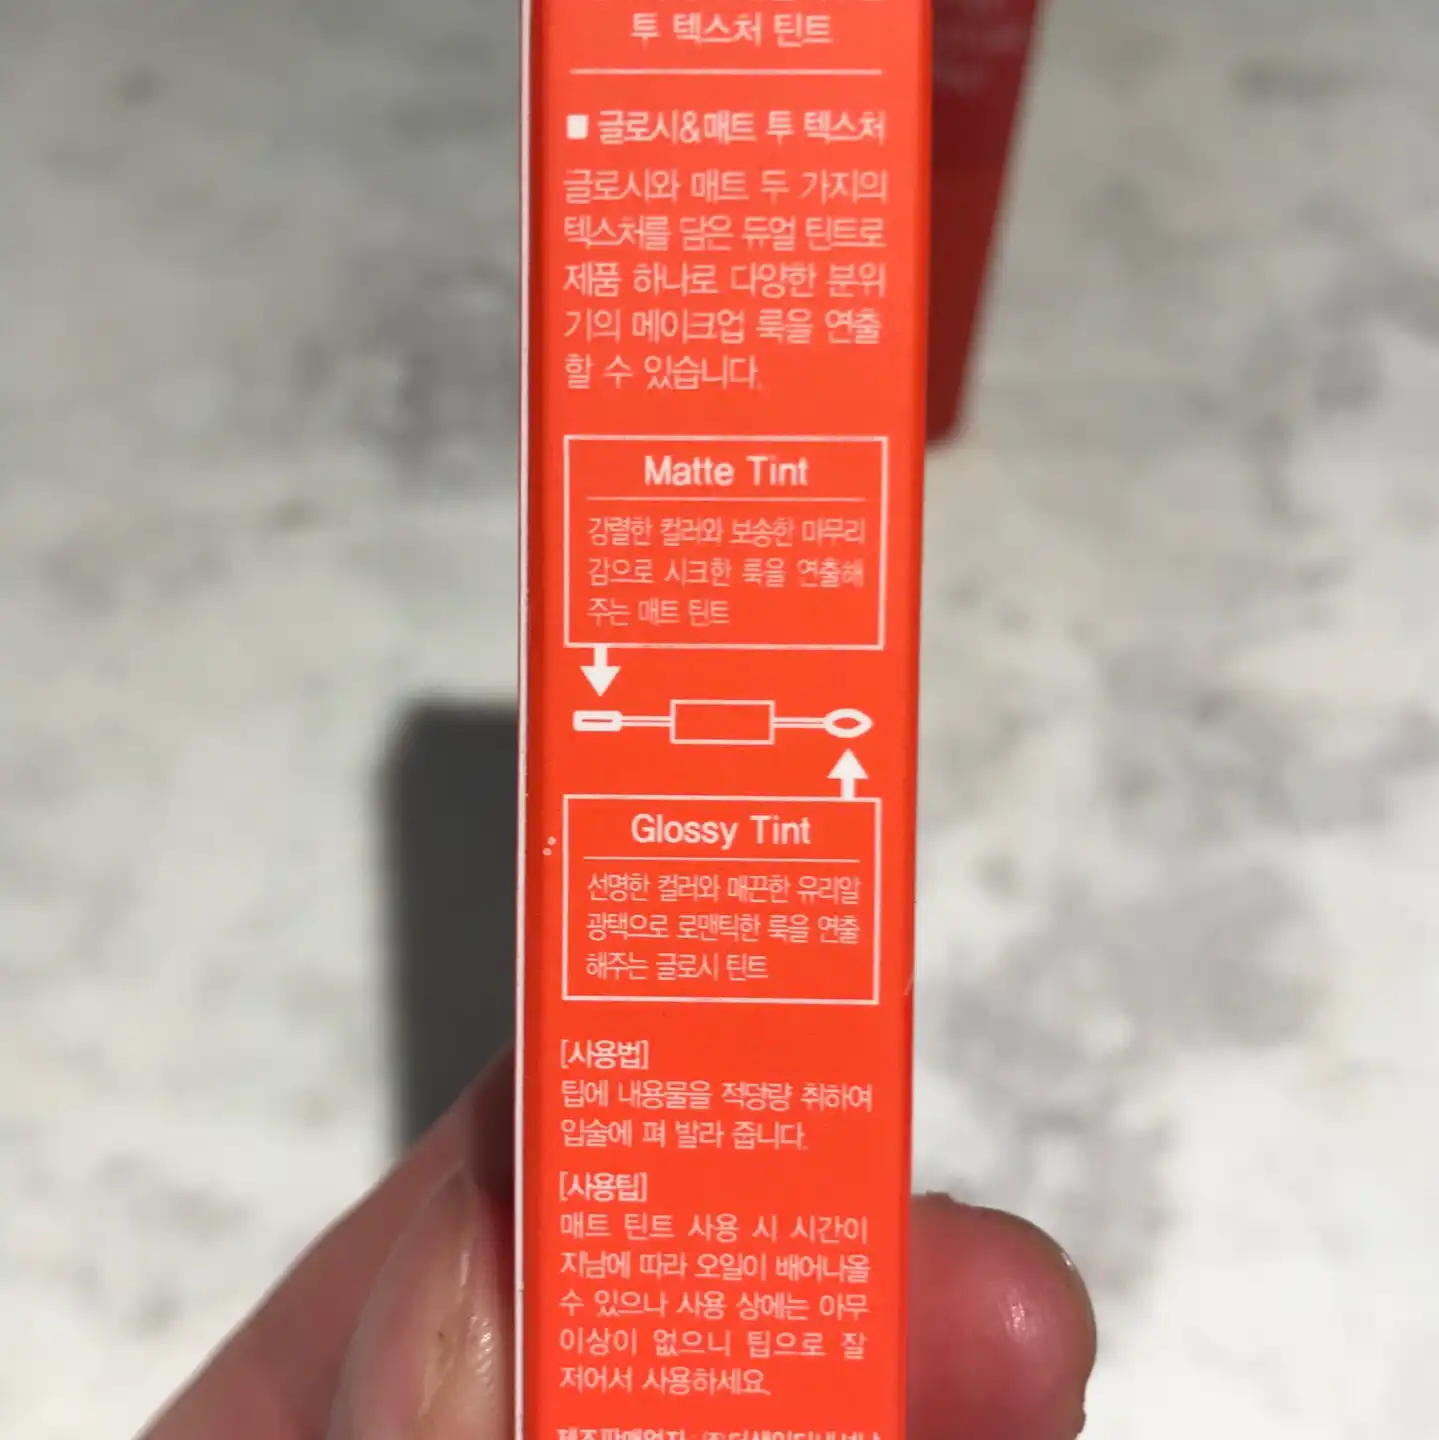 투 텍스처 틴트
■ 글로시&매트 투 텍스처
글로시와 매트 두 가지의
텍스처를 담은 듀얼 틴트로
제품 하나로 다양한 분위
기의 메이크업 룩을 연출
할 수 있습니다.
Matte Tint
강렬한 컬러와 보송한 마무리
감으로 시크한 룩을 연출해
주는 매트 틴트
Glossy Tint
선명한 컬러와 매끈한 유리알
광택으로 로맨틱한 룩을 연출
해주는 글로시 틴트
[사용법]
팁에 내용물을 적당량 취하여
입술에 펴 발라 줍니다.
[사용팁]
매트 틴트 사용 시 시간이
지남에 따라 오일이 배어나올
수 있으나 사용 상에는 아무
이상이 없으니 팁으로 잘
저어서 사용하세요.